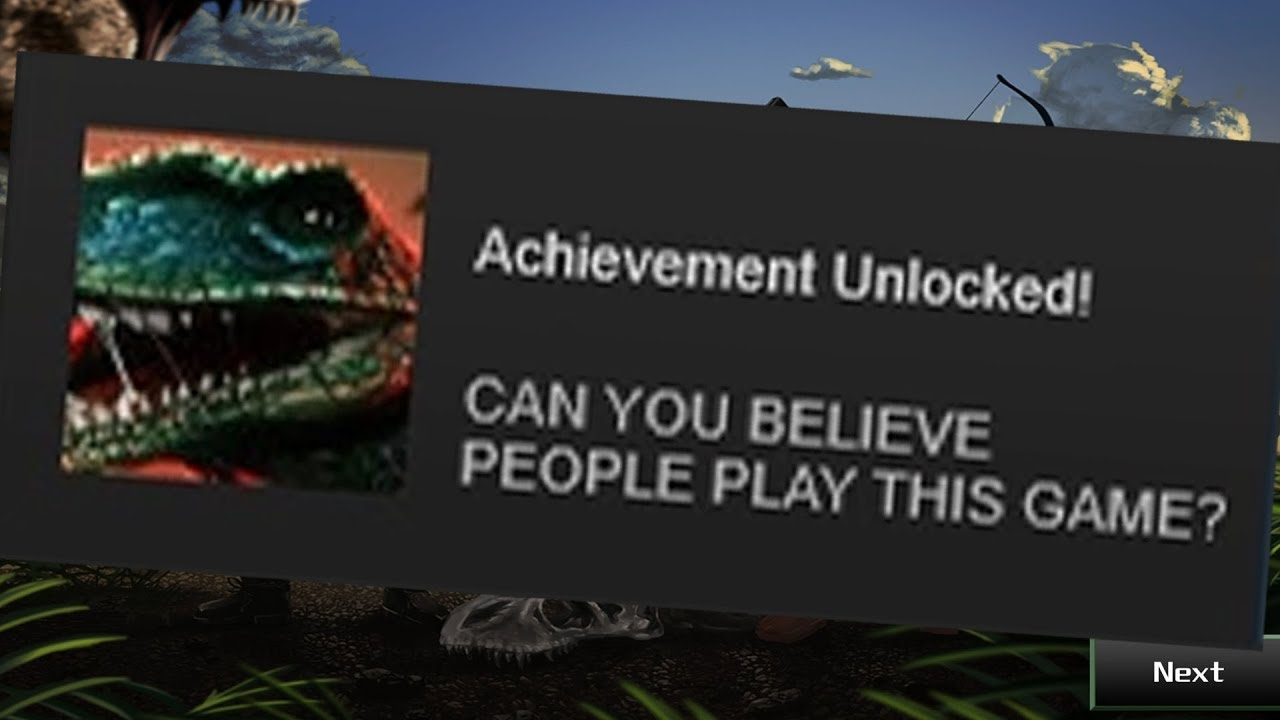 Achievement Unlocked!
CAN YOU BELIEVE
PEOPLE PLAY THIS GAME?
Next